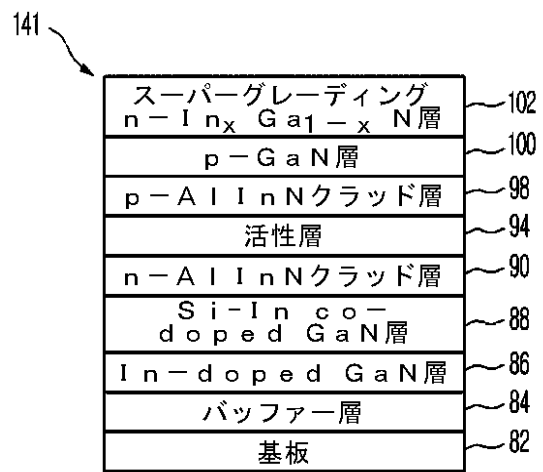 141
スーパーグレーディング
n-InX Ga1-x N層
102
p-GaN層
100
p-AlInNクラッド層
98
活性層
94
n-AlInNクラッド層
90
Si-In co-
doped GaN層
88
In-doped GaN層
86
バッファー層
84
基板
82